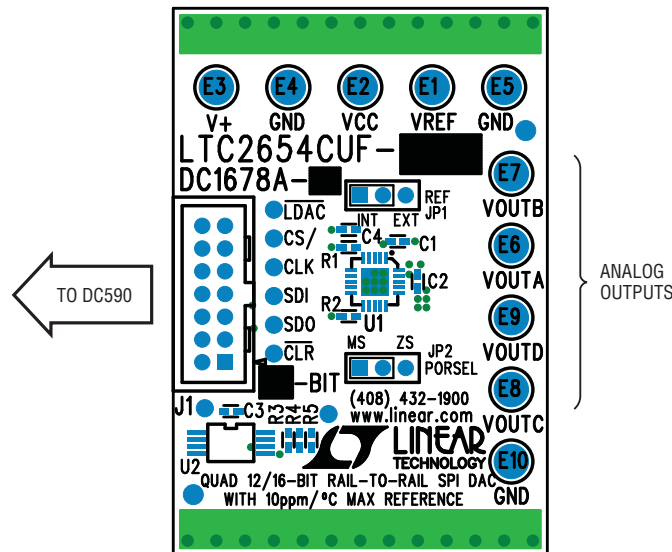 E3 E4 E2 E1 E5
V+ GND VCC VREF GND
LTC2654CUF-
DC1678A-
E7
VOUTB
REF
JP1
INT EXT
LDAC
CS/
CLK
SDI
SDO
CLR
C4
C1
R1
C2
R2
U1
E6
VOUTA
E9
VOUTD
MS ZS
JP2
PORSEL
E8
VOUTC
-BIT
(408) 432-1900
www.linear.com
J1
C3
R3
R4
R5
U2
LINEAR
TECHNOLOGY
E10
GND
QUAD 12/16-BIT RAIL-TO-RAIL SPI DAC
WITH 10ppm/°C MAX REFERENCE
TO DC590
ANALOG
OUTPUTS